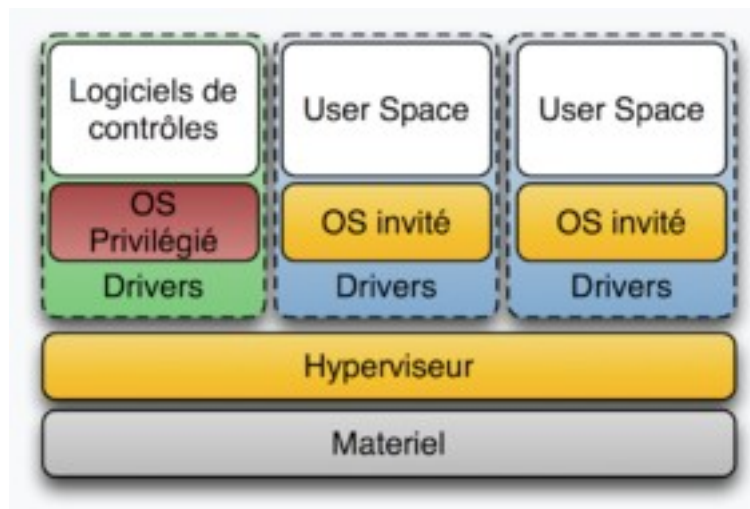 Logiciels de
contrôles
OS
Privilégié
Drivers
User Space
OS invité
Drivers
User Space
OS invité
Drivers
Hyperviseur
Materiel